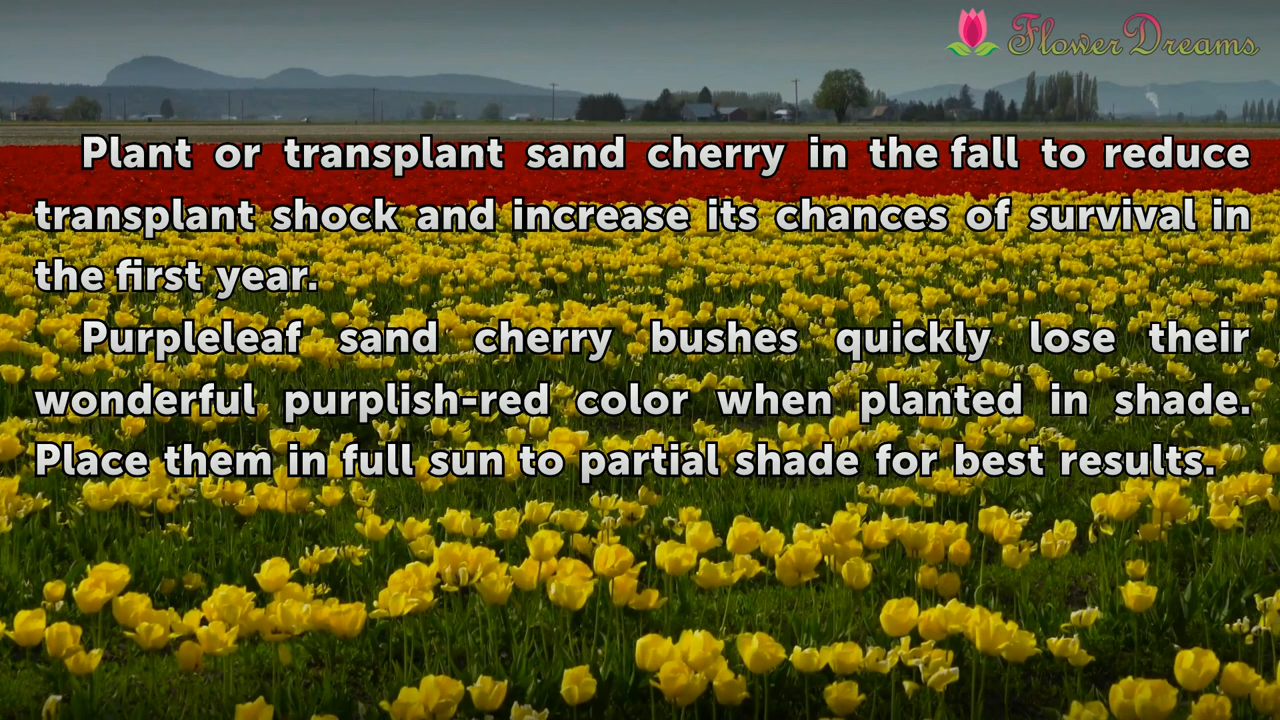 Flower Dreams
Plant or transplant sand cherry in the fall to reduce
transplant shock and increase its chances of survival in
the first year.
Purpleleaf sand cherry bushes quickly lose their
wonderful purplish-red color when planted in shade.
Place them in full sun to partial shade for best results.